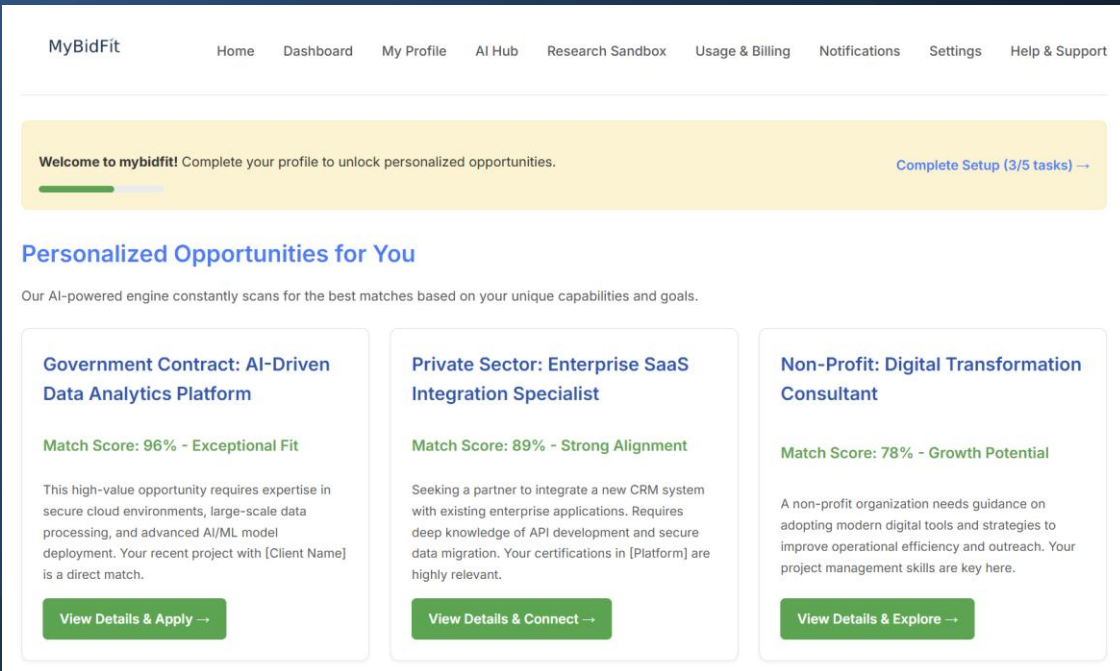 MyBidFit
Home Dashboard My Profile AI Hub Research Sandbox Usage & Billing Notifications Settings Help & Support
Welcome to mybidfit! Complete your profile to unlock personalized opportunities.
Complete Setup (3/5 tasks) →
Personalized Opportunities for You
Our AI-powered engine constantly scans for the best matches based on your unique capabilities and goals.
Government Contract: AI-Driven
Data Analytics Platform
Match Score: 96% - Exceptional Fit
This high-value opportunity requires expertise in
secure cloud environments, large-scale data
processing, and advanced AI/ML model
deployment. Your recent project with [Client Name]
is a direct match.
View Details & Apply →
Private Sector: Enterprise SaaS
Integration Specialist
Match Score: 89% - Strong Alignment
Seeking a partner to integrate a new CRM system
with existing enterprise applications. Requires
deep knowledge of API development and secure
data migration. Your certifications in [Platform] are
highly relevant.
View Details & Connect →
Non-Profit: Digital Transformation
Consultant
Match Score: 78% - Growth Potential
A non-profit organization needs guidance on
adopting modern digital tools and strategies to
improve operational efficiency and outreach. Your
project management skills are key here.
View Details & Explore →